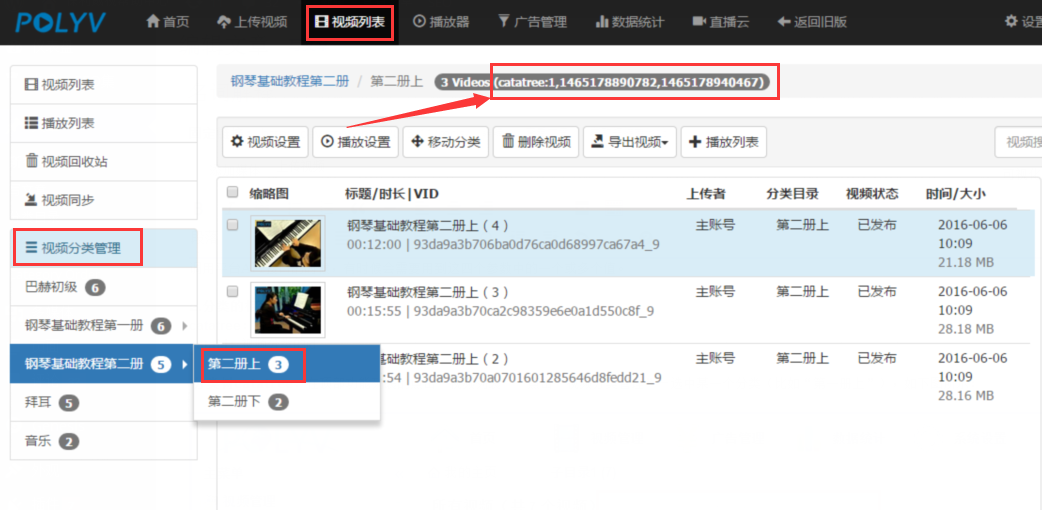 POLYV 首页 上传视频 视频列表 播放器 广告管理 数据统计 直播云 返回旧版 设
视频列表
播放列表
视频回收站
视频同步
视频分类管理
巴赫初级 6
钢琴基础教程第一册 6
钢琴基础教程第二册 5
拜耳 5
音乐 2
第二册上 3
第二册下 2
钢琴基础教程第二册 / 第二册上 3 Videos (catatree:1,1465178890782,1465178940467)
视频设置 播放设置 移动分类 删除视频 导出视频 播放列表 视频搜
缩略图 标题/时长|VID 上传者 分类目录 视频状态 时间/大小
钢琴基础教程第二册上(4) 主账号 第二册上 已发布 2016-06-06
00:12:00 | 93da9a3b706ba0d76ca0d68997ca67a4_9 10:09
21.18 MB
钢琴基础教程第二册上(3) 主账号 第二册上 已发布 2016-06-06
00:15:55 | 93da9a3b70ca2c98359e6e0a1d550c8f_9 10:09
28.18 MB
基础教程第二册上(2) 主账号 第二册上 已发布 2016-06-06
:54 | 93da9a3b70a0701601285646d8fedd21_9 10:09
28.16 MB